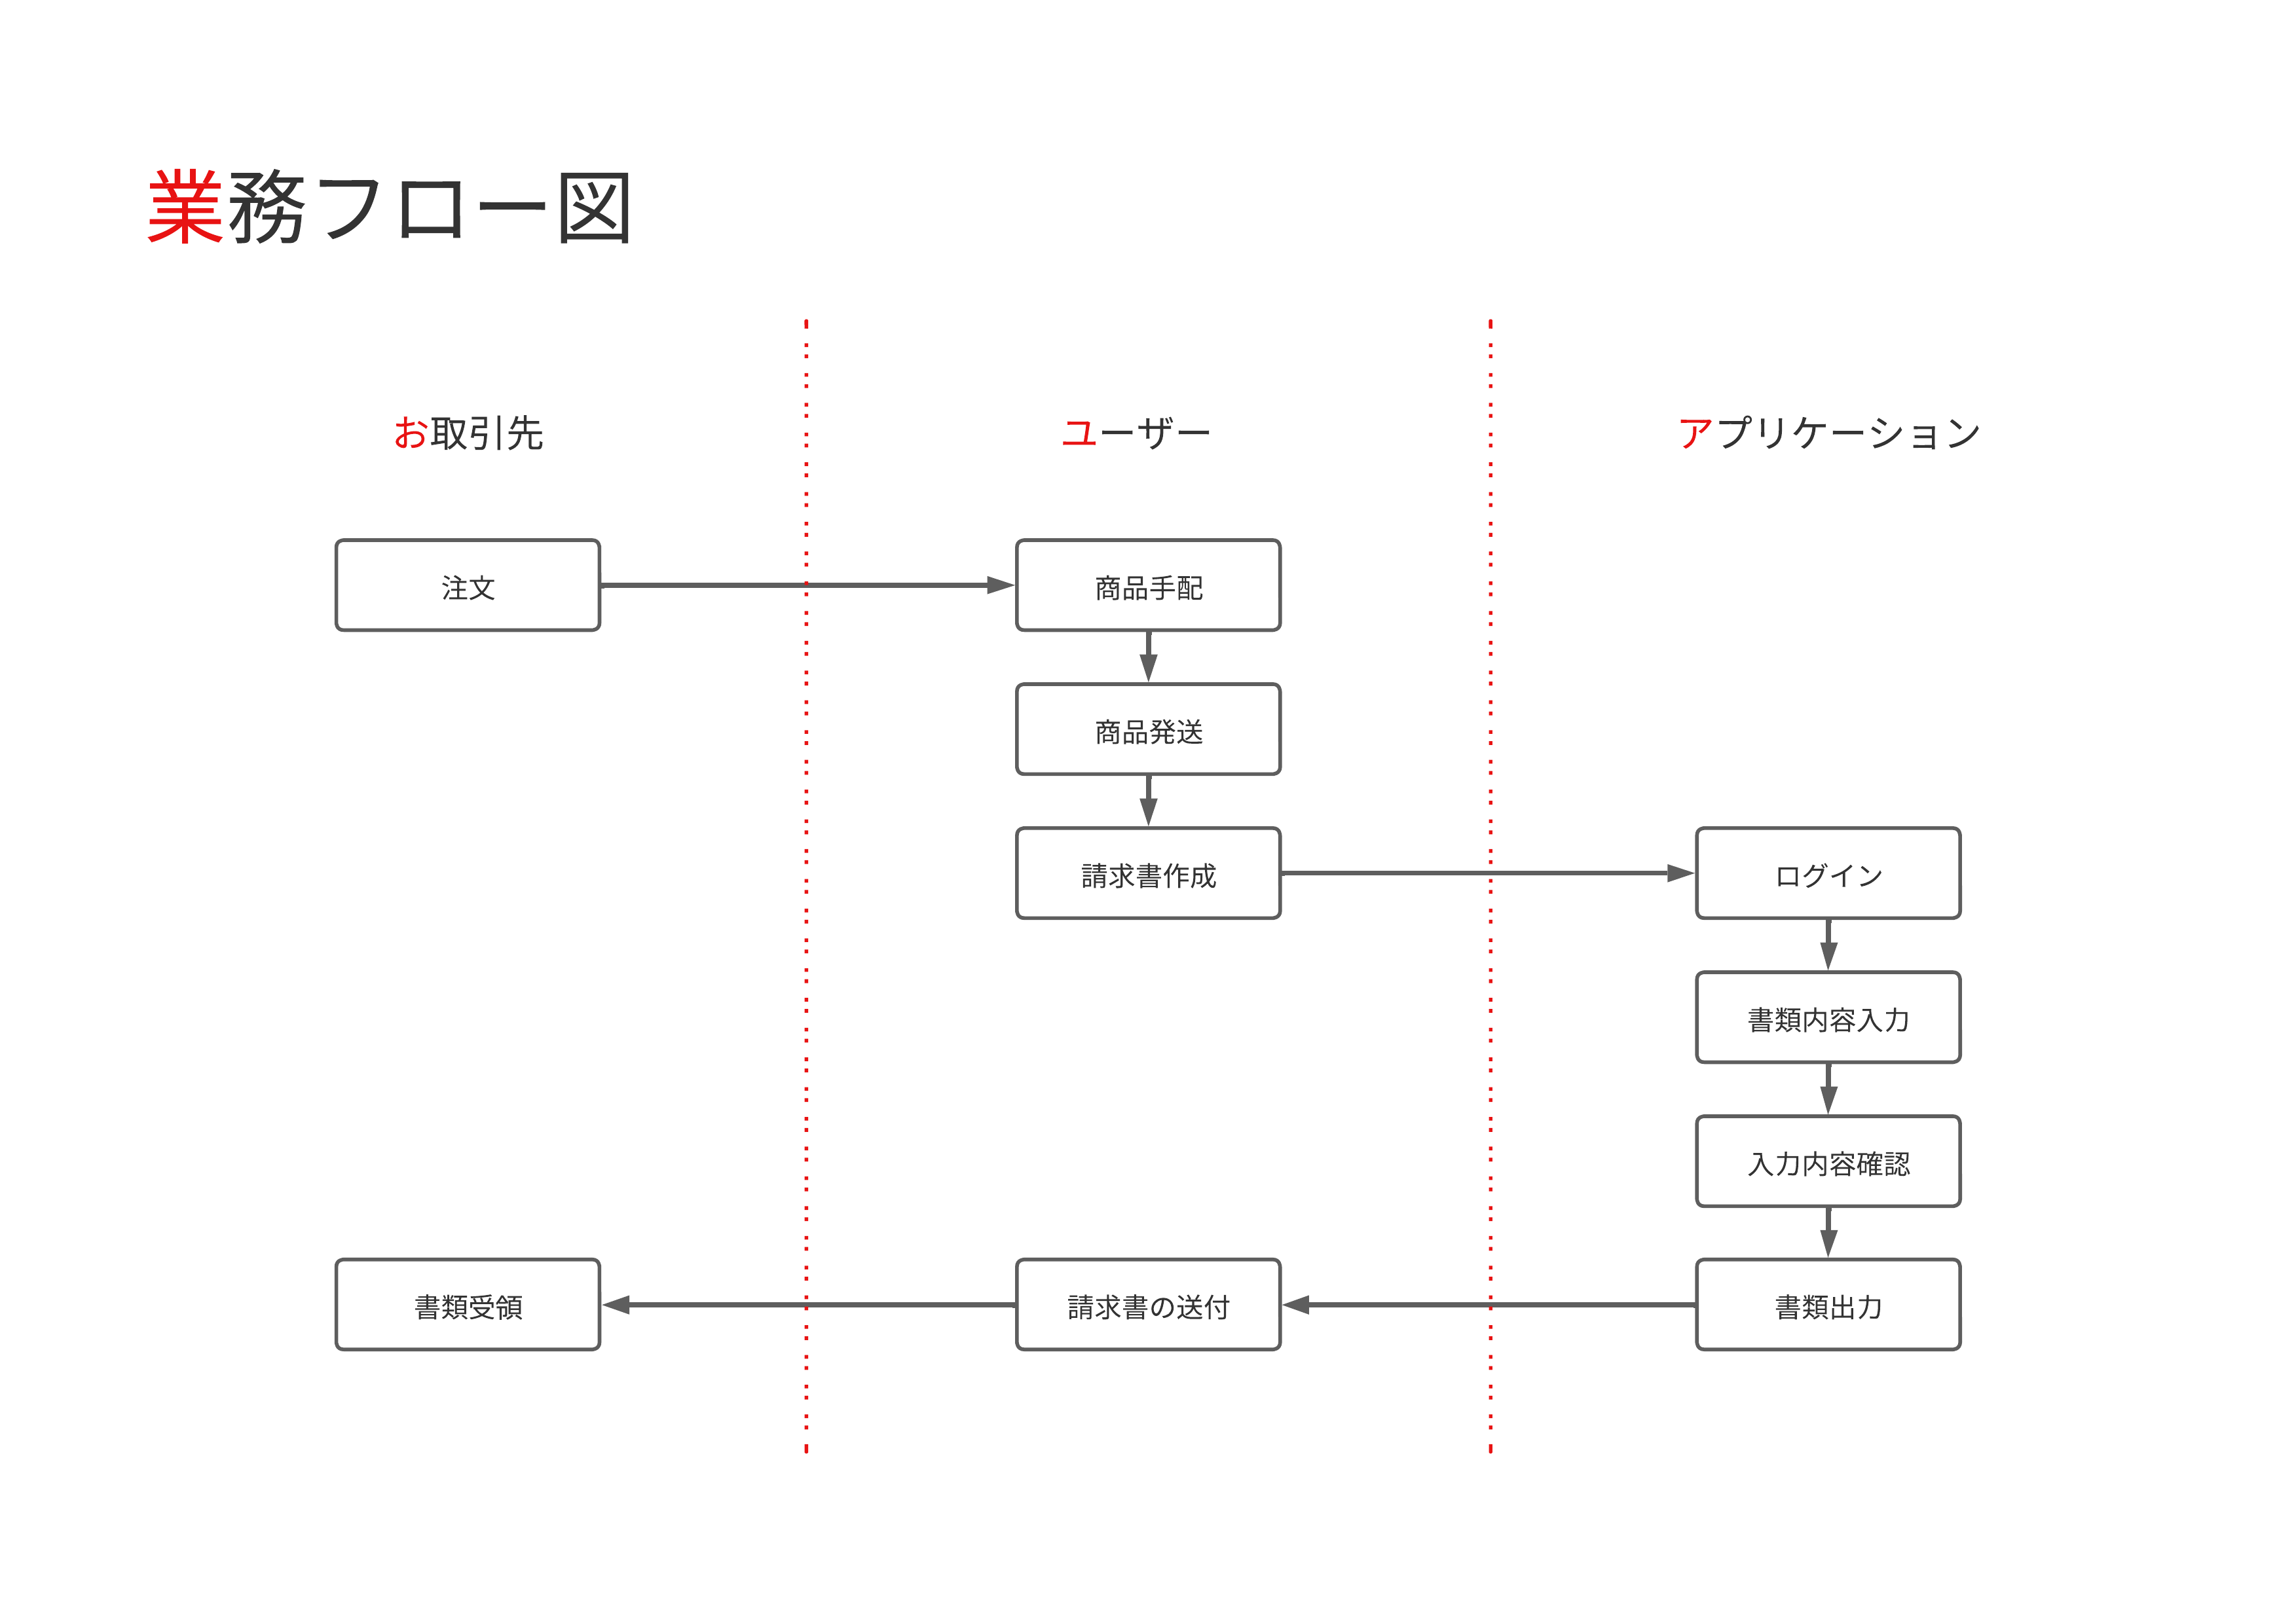 業務フロー図
お取引先
ユーザー
アプリケーション
注文
商品手配
商品発送
請求書作成
ログイン
書類内容入力
入力内容確認
書類受領
請求書の送付
書類出力